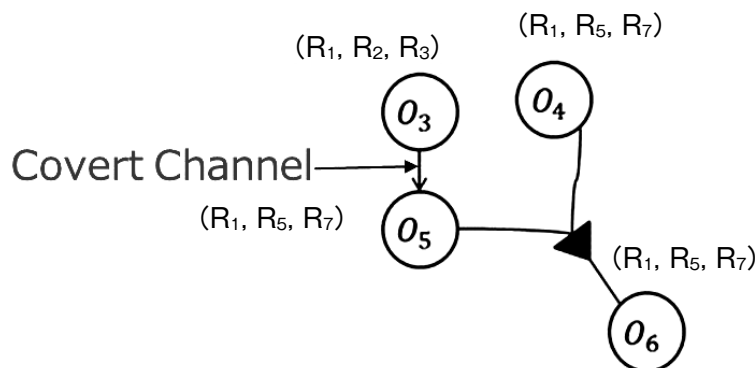 (R₁, R₅, R₇)
(R₁, R₂, R₃)
O₃
O₄
Covert Channel
(R₁, R₅, R₇)
O₅
(R₁, R₅, R₇)
O₆